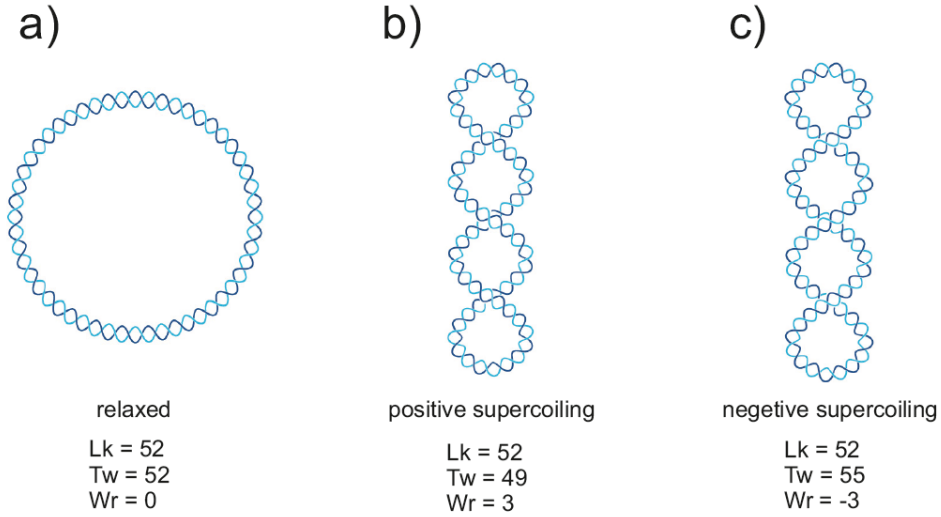 a)
b)
c)
relaxed
Lk = 52
Tw = 52
Wr = 0
positive supercoiling
Lk = 52
Tw = 49
Wr = 3
negetive supercoiling
Lk = 52
Tw = 55
Wr = -3